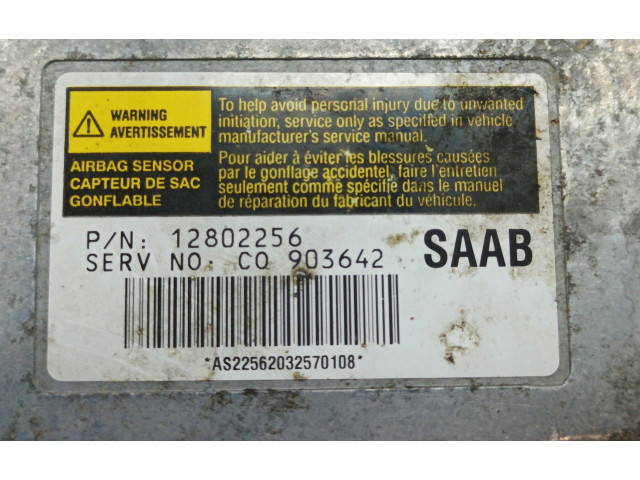 WARNING
AVERTISSEMENT
AIRBAG SENSOR
CAPTEUR DE SAC
GONFLABLE
To help avoid personal injury due to unwanted
initiation, service only as specified in vehicle
manufacturer's service manual.
Pour aider à éviter les blessures causées
par le gonflage accidentel, faire l'entretien
seulement comme spécifié dans le manuel
de réparation du fabricant du véhicule.
P/N: 12802256
SERV NO: CQ 903642
SAAB
*AS22562032570108*